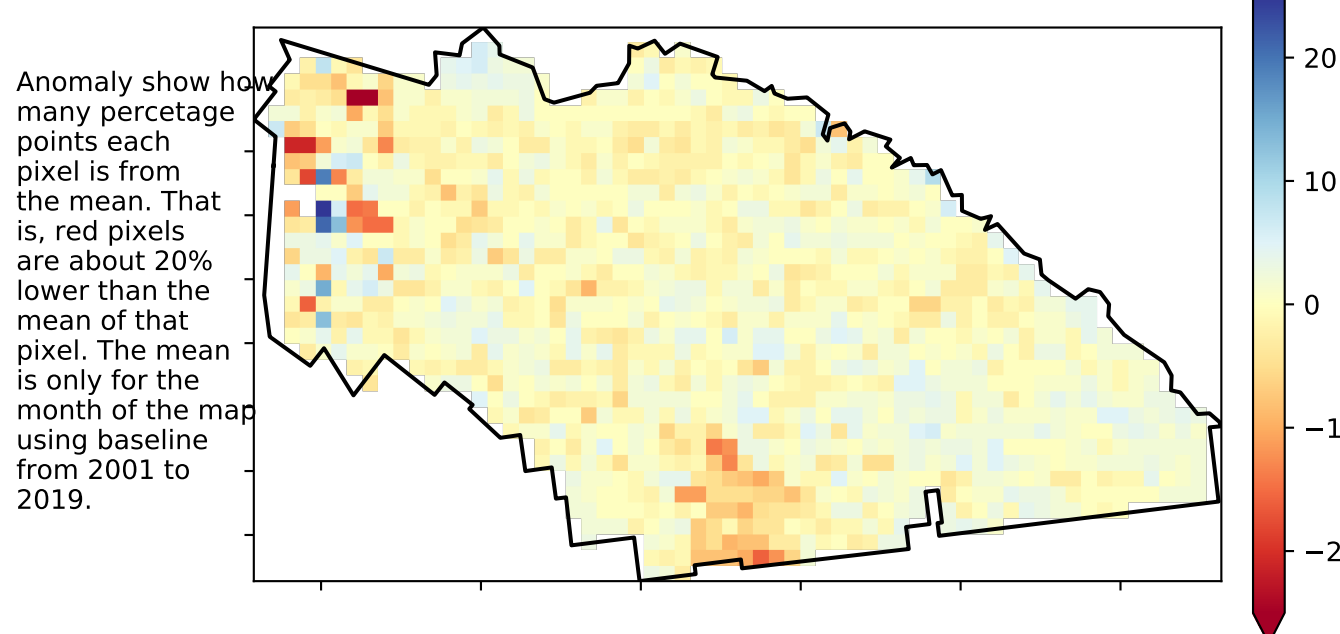 Anomaly show how
many percetage
points each
pixel is from
the mean. That
is, red pixels
are about 20%
lower than the
mean of that
pixel. The mean
is only for the
month of the map
using baseline
from 2001 to
2019.
20
10
0
−1
−2